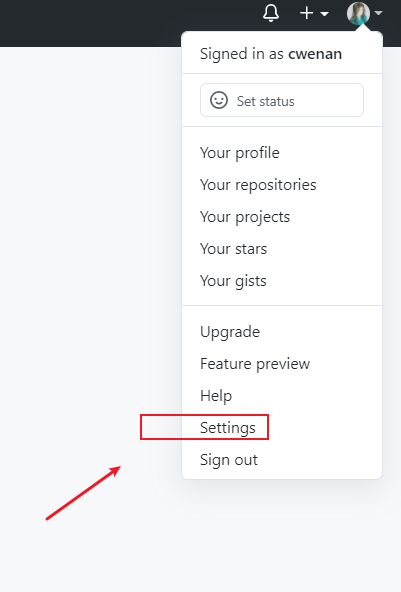 Signed in as cwenan
Set status
Your profile
Your repositories
Your projects
Your stars
Your gists
Upgrade
Feature preview
Help
Settings
Sign out